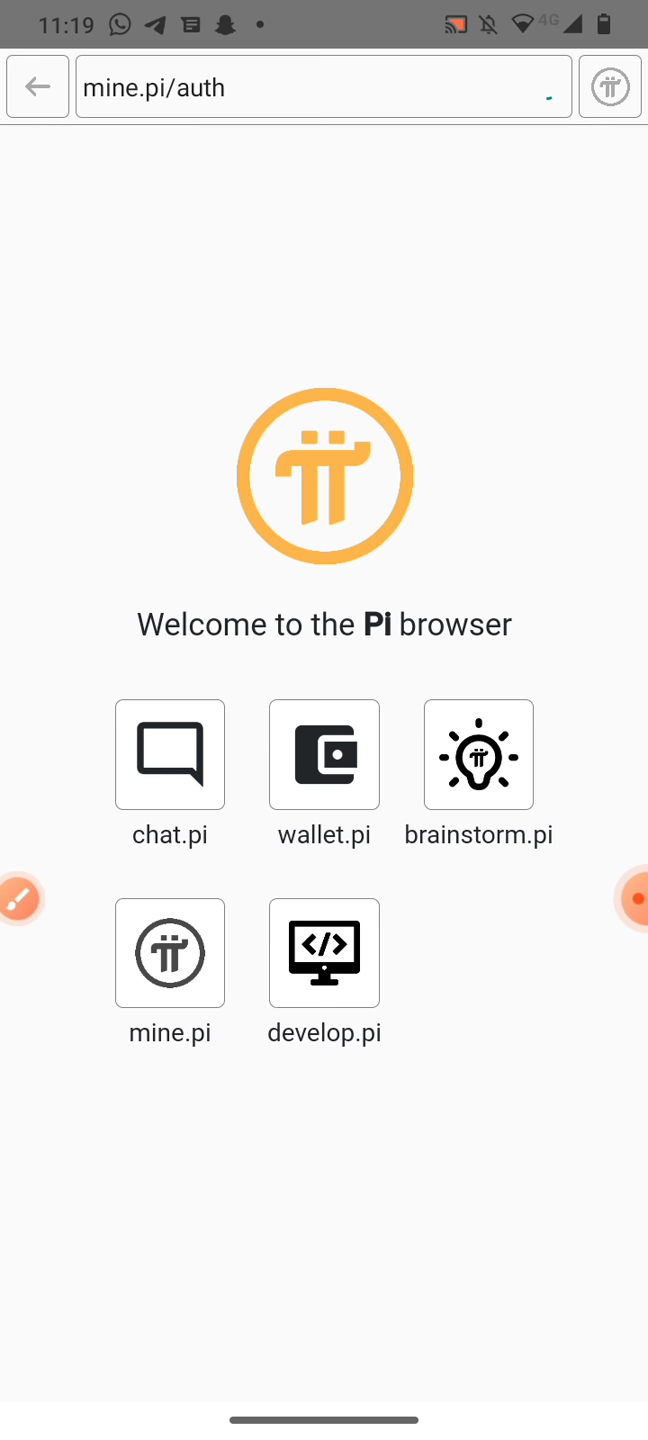 11:19 4G
mine.pi/auth
Welcome to the Pi browser
chat.pi wallet.pi brainstorm.pi
mine.pi develop.pi